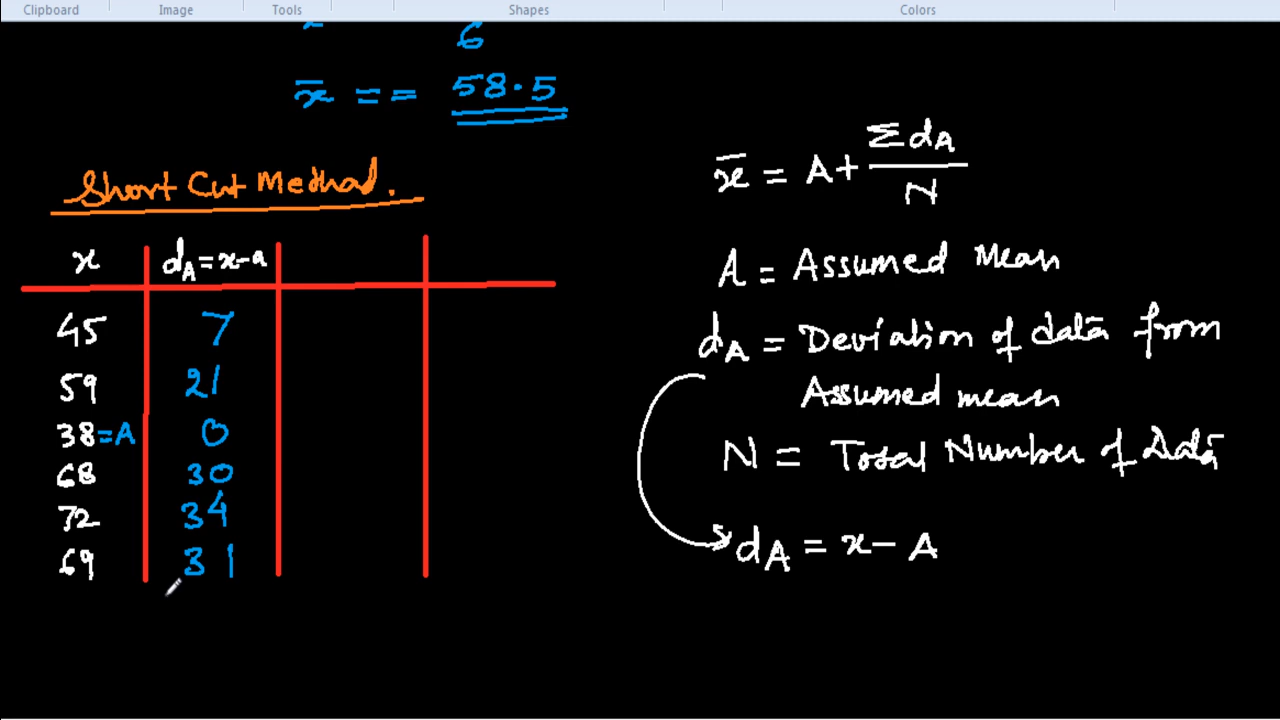 Clipboard Image Tools Shapes Colors
6
x̄ = = 58.5
Short Cut Method.
x dA = x-a
45 7
59 21
38 = A 0
68 30
72 34
69 31
x̄ = A + ΣdA / N
A = Assumed Mean
dA = Deviation of data from
Assumed mean
N = Total Number of Data
dA = x - A